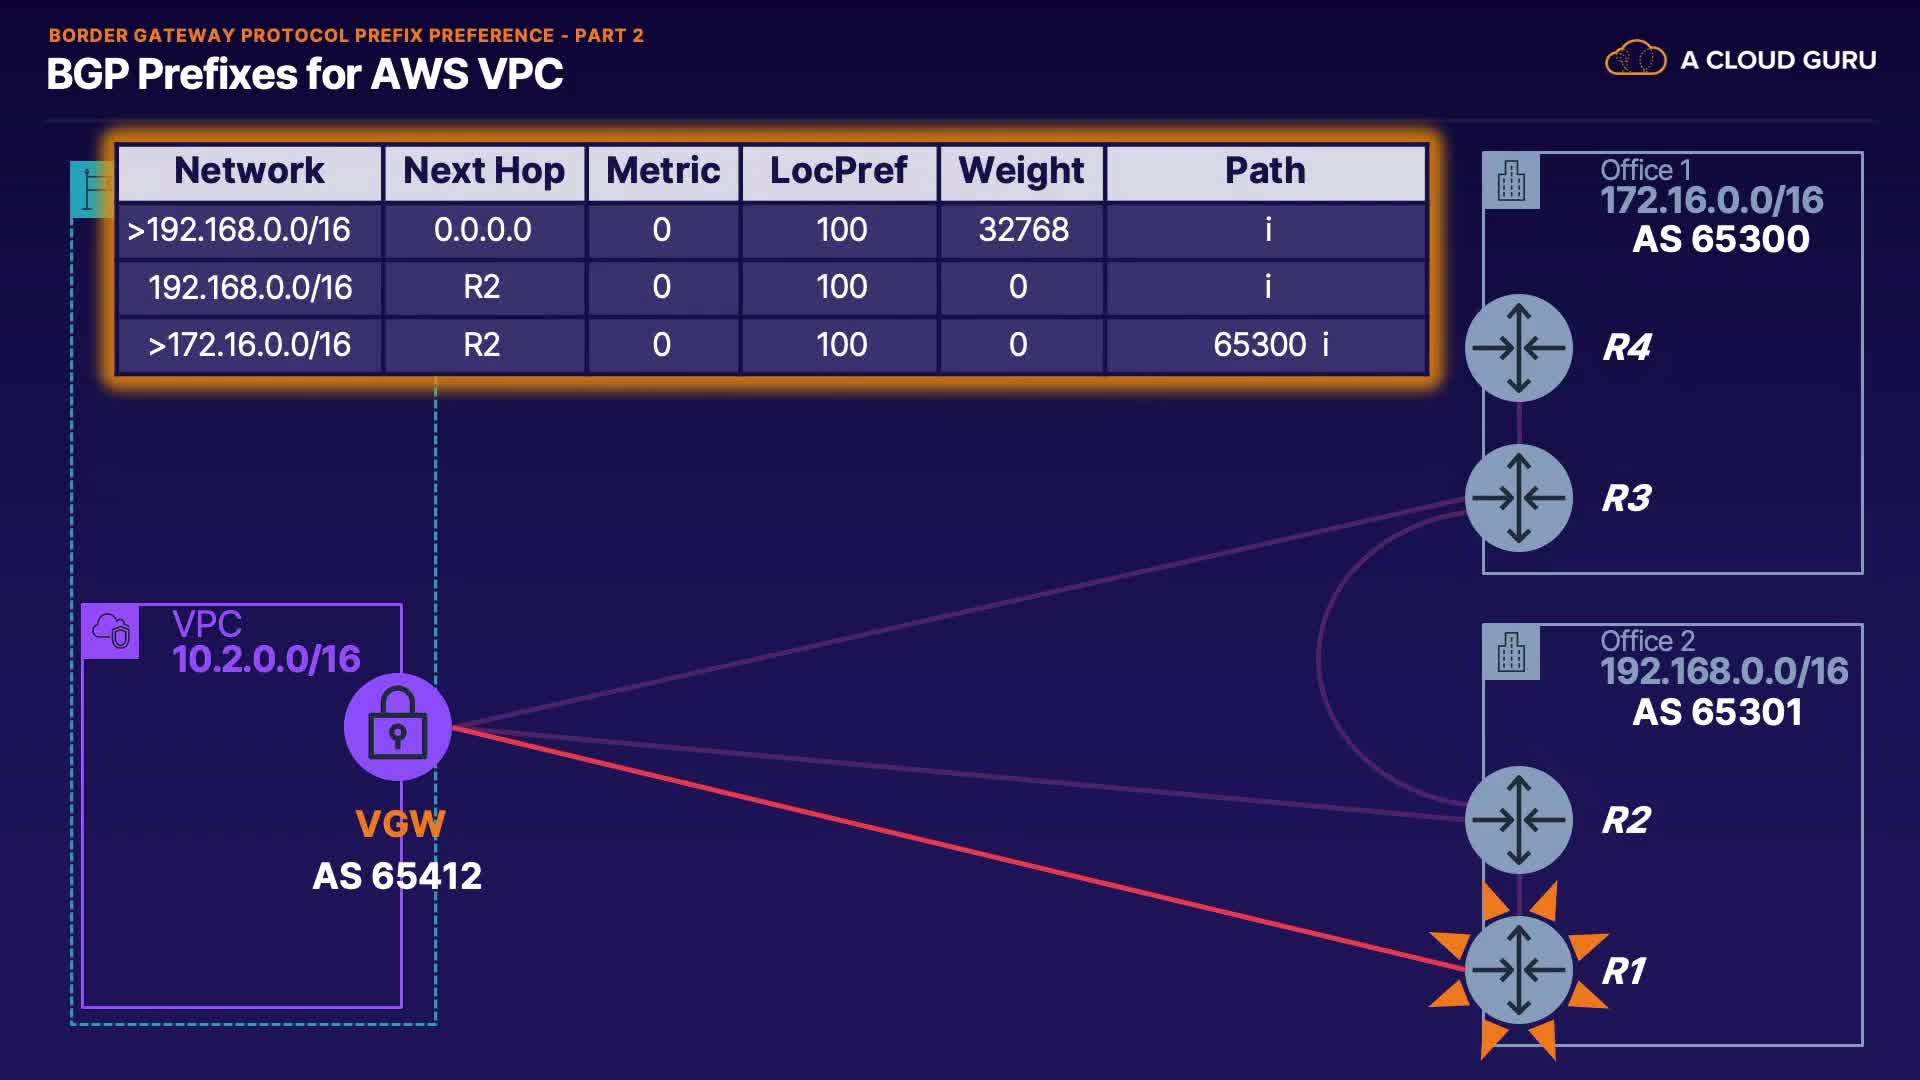 BORDER GATEWAY PROTOCOL PREFIX PREFERENCE - PART 2
BGP Prefixes for AWS VPC
A CLOUD GURU
Network Next Hop Metric LocPref Weight Path
>192.168.0.0/16 0.0.0.0 0 100 32768 i
192.168.0.0/16 R2 0 100 0 i
>172.16.0.0/16 R2 0 100 0 65300 i
Office 1
172.16.0.0/16
AS 65300
R4
R3
VPC
10.2.0.0/16
VGW
AS 65412
Office 2
192.168.0.0/16
AS 65301
R2
R1